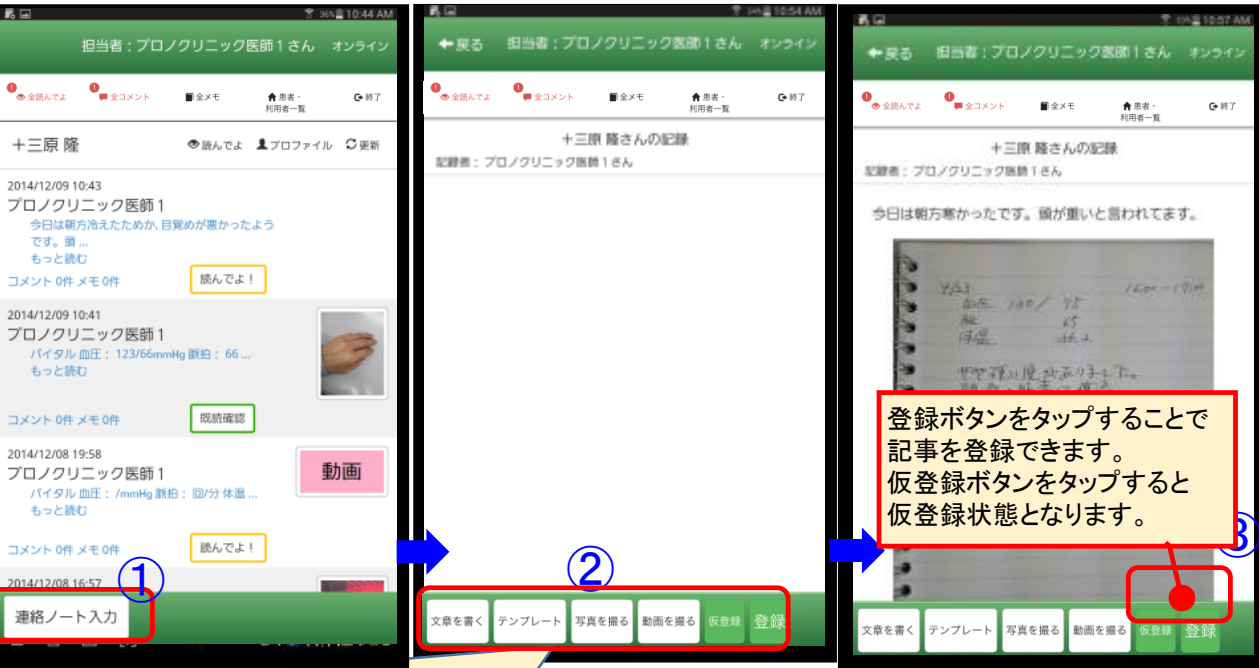 36% 10:44 AM
担当者：プロノクリニック医師１さん オンライン
全読んでよ
全コメント
全メモ
患者・
利用者一覧
終了
十三原 隆
読んでよ
プロファイル
更新
2014/12/09 10:43
プロノクリニック医師 1
今日は朝方冷えたためか、目覚めが悪かったよう
です。頭 ...
もっと読む
コメント 0件 メモ 0件
読んでよ！
2014/12/09 10:41
プロノクリニック医師 1
バイタル 血圧： 123/66mmHg 脈拍： 66 ...
もっと読む
コメント 0件 メモ 0件
既読確認
2014/12/08 19:58
プロノクリニック医師 1
バイタル 血圧： /mmHg 脈拍： 回/分 体温 ...
もっと読む
動画
コメント 0件 メモ 0件
読んでよ！
2014/12/08 16:57
①
連絡ノート入力
10:54 AM
戻る 担当者：プロノクリニック医師１さん オンライン
全読んでよ
全コメント
全メモ
患者・
利用者一覧
終了
十三原 隆さんの記録
記録者：プロノクリニック医師１さん
②
文章を書く
テンプレート
写真を撮る
動画を撮る
仮登録
登録
10:57 AM
戻る 担当者：プロノクリニック医師１さん オンライン
全読んでよ
全コメント
全メモ
患者・
利用者一覧
終了
十三原 隆さんの記録
記録者：プロノクリニック医師１さん
今日は朝方寒かったです。頭が重いと言われてます。
登録ボタンをタップすることで
記事を登録できます。
仮登録ボタンをタップすると
仮登録状態となります。
③
文章を書く
テンプレート
写真を撮る
動画を撮る
仮登録
登録